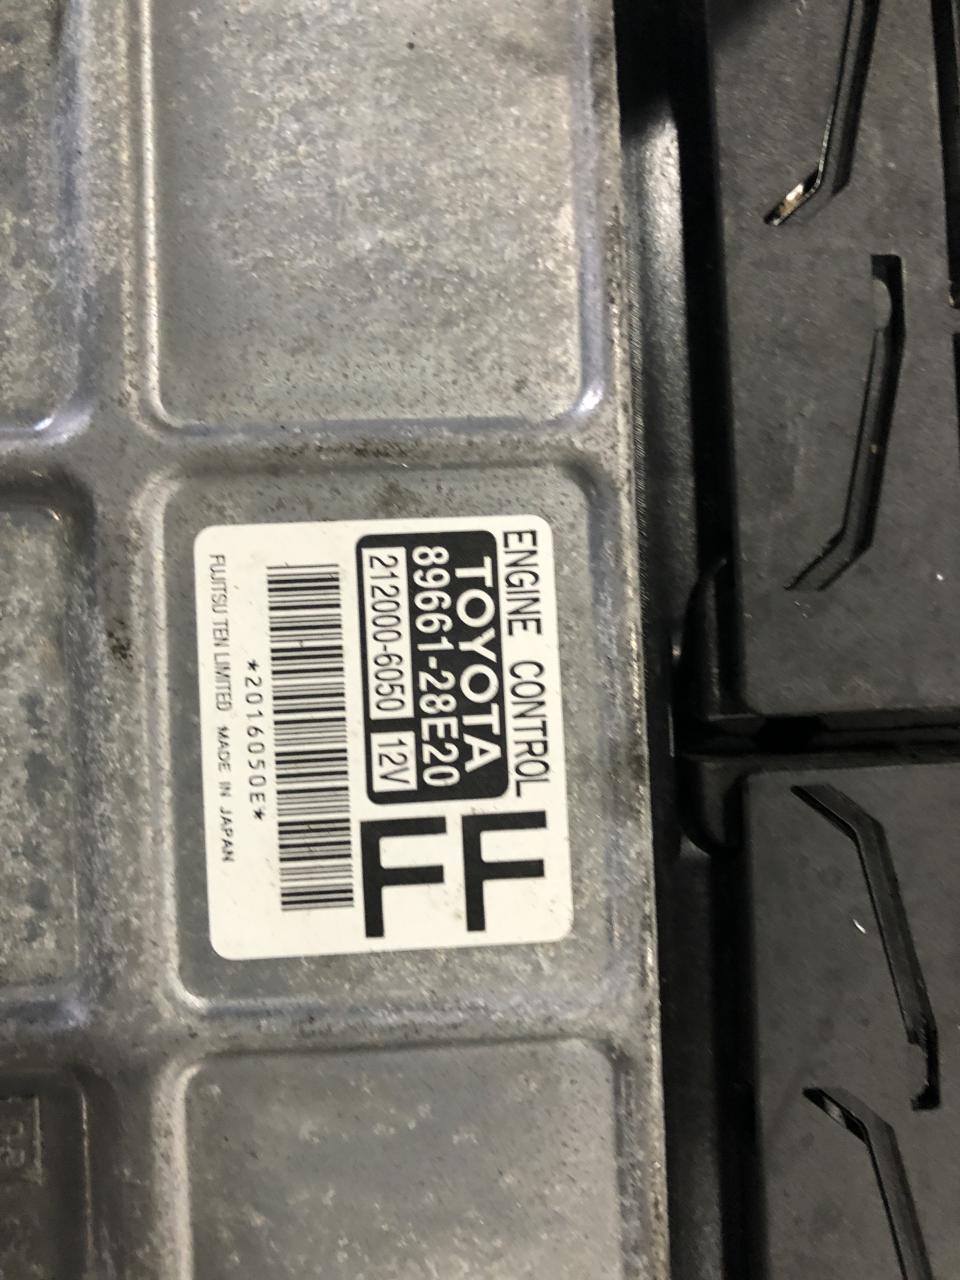 ENGINE CONTROL
TOYOTA
89661-28E20
212000-6050 12V
FF
*2016050E*
FUJITSU TEN LIMITED MADE IN JAPAN